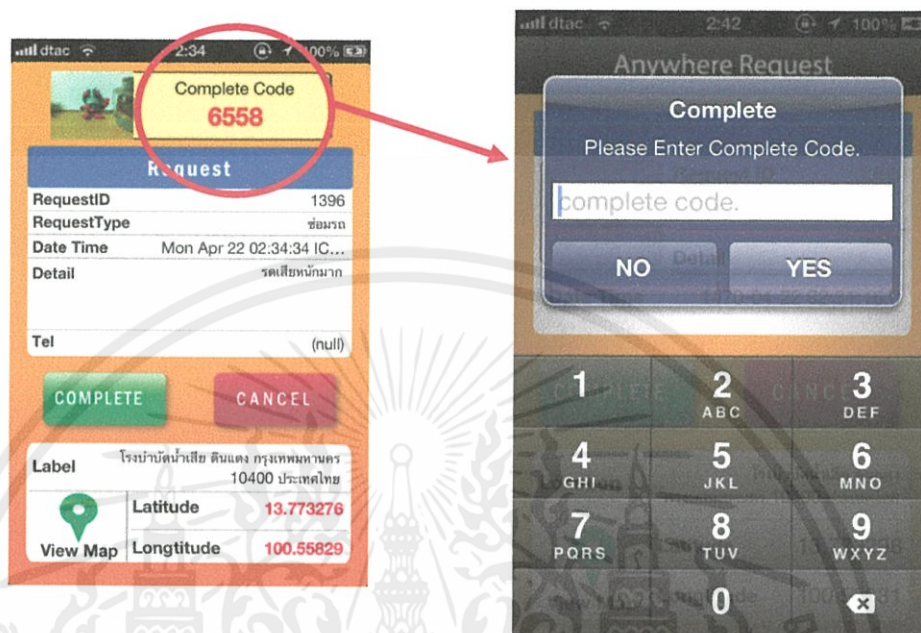 dtac 2:34 100%
Complete Code
6558
Request
RequestID 1396
RequestType ซ่อมรถ
Date Time Mon Apr 22 02:34:34 IC...
Detail รดเสียหนักมาก
Tel (null)
COMPLETE CANCEL
Label โรงบำบัดน้ำเสีย ดินแดง กรุงเทพมหานคร
10400 ประเทศไทย
Latitude 13.773276
View Map Longtitude 100.55829
dtac 2:42 100%
Anywhere Request
Complete
Please Enter Complete Code.
complete code.
NO YES
1 2 3
ABC DEF
4 5 6
GHI JKL MNO
7 8 9
PQRS TUV WXYZ
0